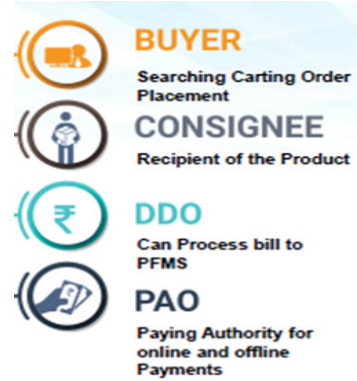 BUYER
Searching Carting Order
Placement
CONSIGNEE
Recipient of the Product
₹
DDO
Can Process bill to
PFMS
PAO
Paying Authority for
online and offline
Payments